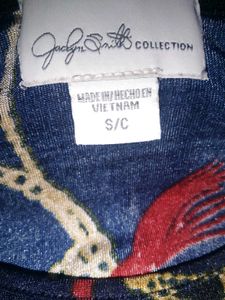 Jaclyn Smith COLLECTION
MADE IN/HECHO EN
VIETNAM
S/C